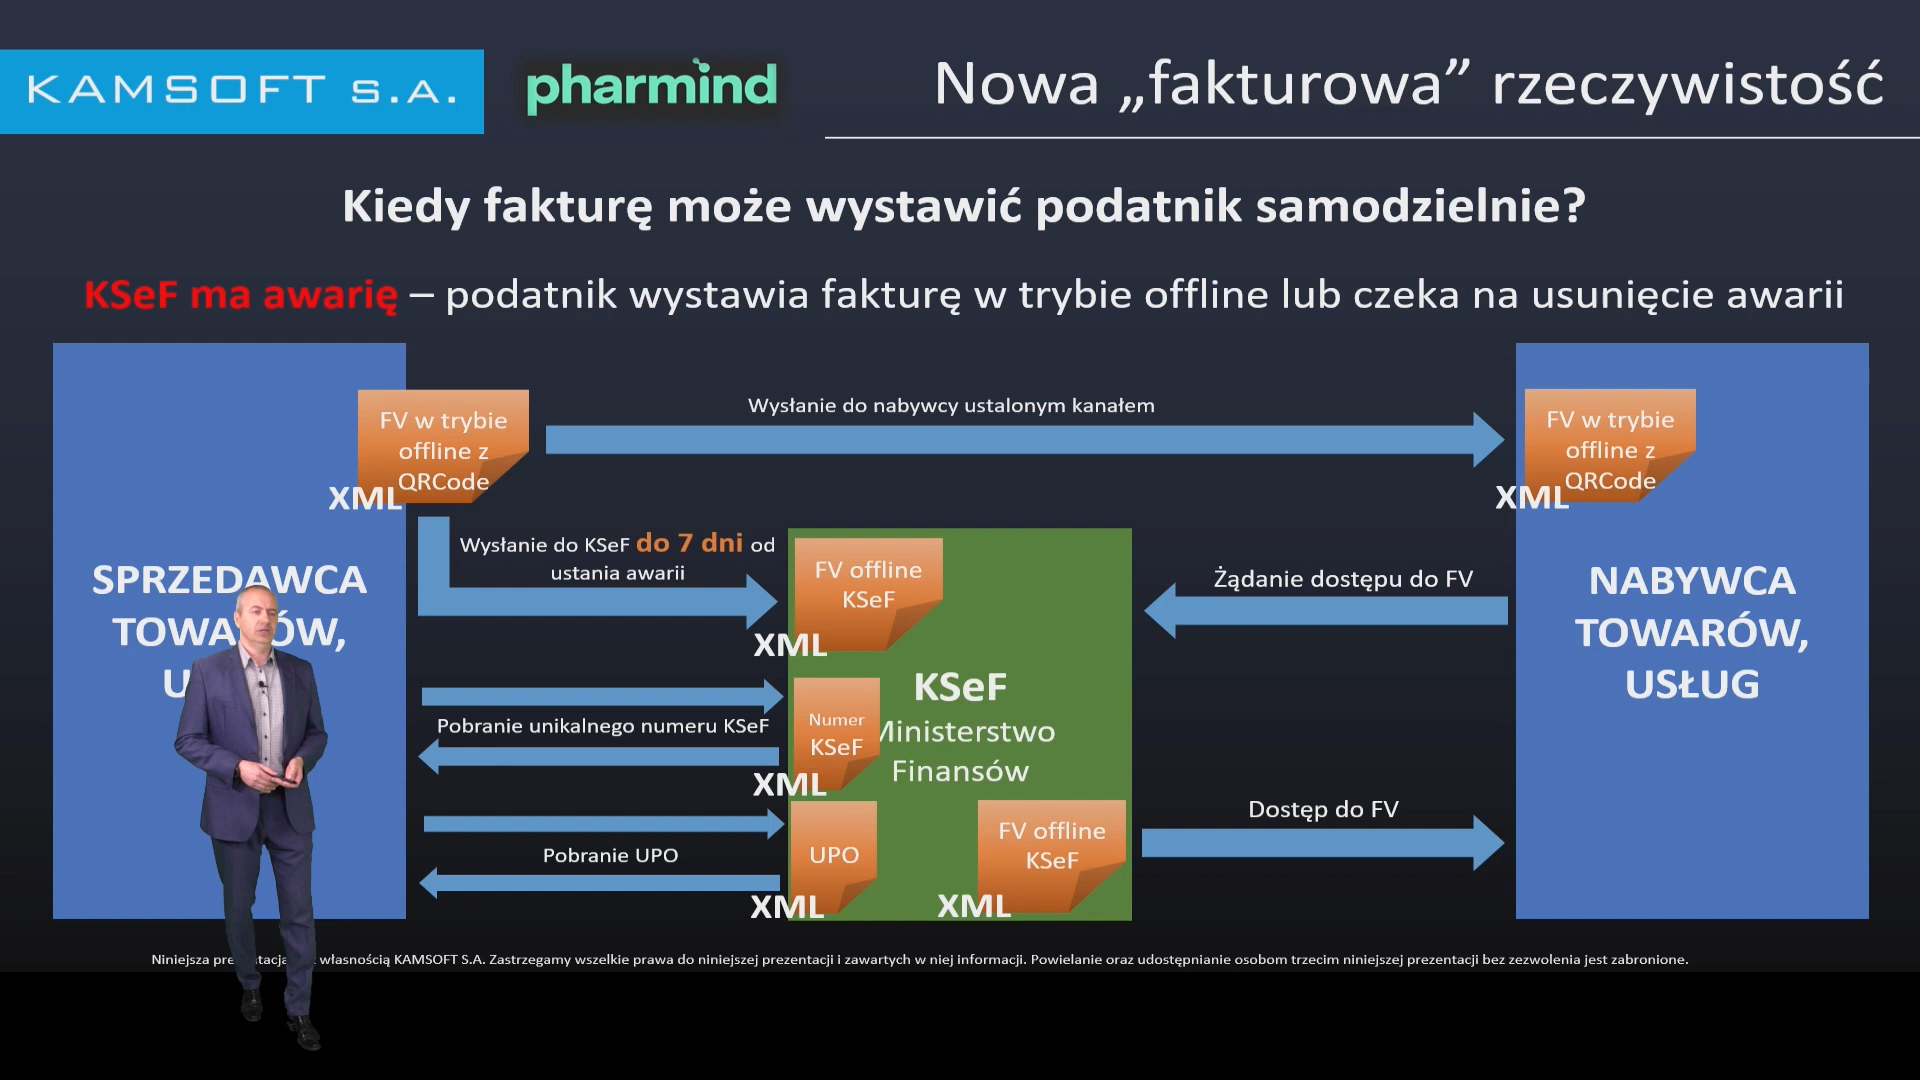 KAMSOFT S.A.
pharmind
Nowa „fakturowa” rzeczywistość
Kiedy fakturę może wystawić podatnik samodzielnie?
KSeF ma awarię – podatnik wystawia fakturę w trybie offline lub czeka na usunięcie awarii
FV w trybie
offline z
QRCode
XML
Wysłanie do nabywcy ustalonym kanałem
FV w trybie
offline z
QRCode
XML
Wysłanie do KSeF do 7 dni od
ustania awarii
FV offline
KSeF
XML
Żądanie dostępu do FV
SPRZEDAWCA
NABYWCA
TOWARÓW,
USŁUG
KSeF
Ministerstwo
Finansów
Pobranie unikalnego numeru KSeF
Numer
KSeF
XML
Pobranie UPO
UPO
XML
FV offline
KSeF
XML
Dostęp do FV
Niniejsza własnością KAMSOFT S.A. Zastrzegamy wszelkie prawa do niniejszej prezentacji i zawartych w niej informacji. Powielanie oraz udostępnianie osobom trzecim niniejszej prezentacji bez zezwolenia jest zabronione.